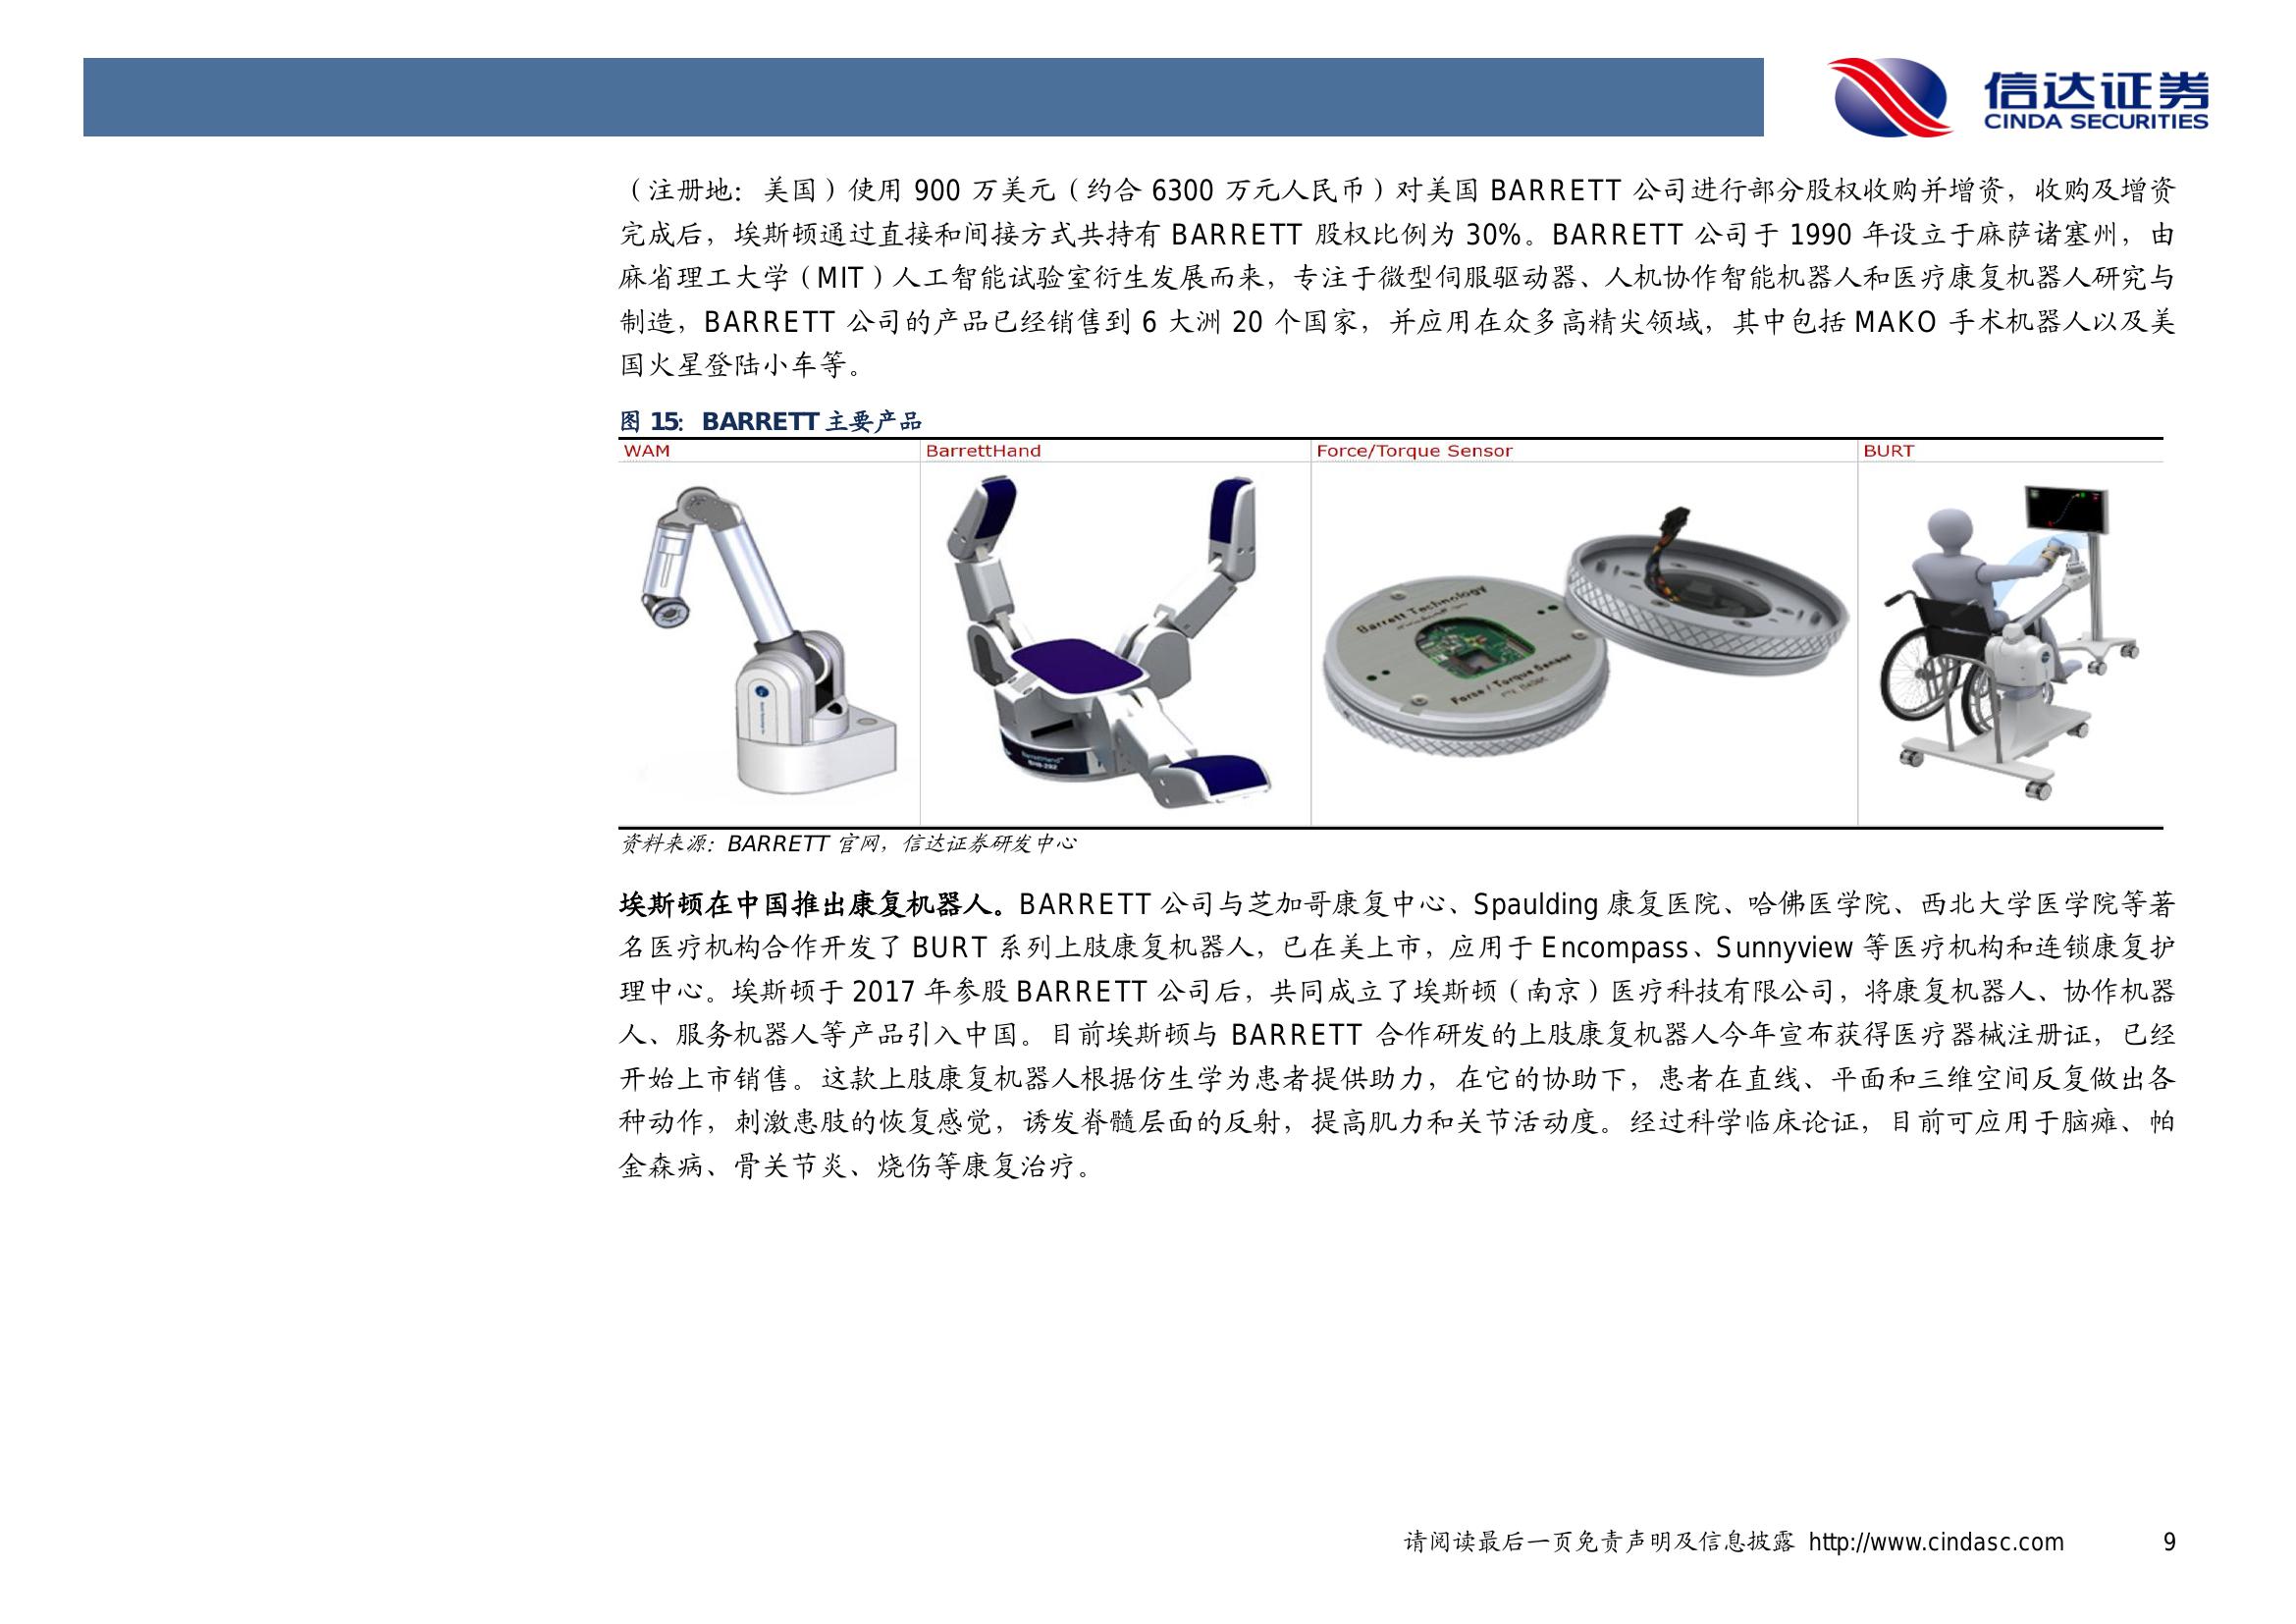 信达证券
CINDA SECURITIES
（注册地：美国）使用 900 万美元（约合 6300 万元人民币）对美国 BARRETT 公司进行部分股权收购并增资，收购及增资
完成后，埃斯顿通过直接和间接方式共持有 BARRETT 股权比例为 30%。BARRETT 公司于 1990 年设立于麻萨诸塞州，由
麻省理工大学（MIT）人工智能试验室衍生发展而来，专注于微型伺服驱动器、人机协作智能机器人和医疗康复机器人研究与
制造，BARRETT 公司的产品已经销售到 6 大洲 20 个国家，并应用在众多高精尖领域，其中包括 MAKO 手术机器人以及美
国火星登陆小车等。
图 15：BARRETT 主要产品
WAM BarrettHand Force/Torque Sensor BURT
Barrett Technology
Force / Torque Sensor
BarrettHand
BH8-282
资料来源：BARRETT 官网，信达证券研发中心
埃斯顿在中国推出康复机器人。BARRETT 公司与芝加哥康复中心、Spaulding 康复医院、哈佛医学院、西北大学医学院等著
名医疗机构合作开发了 BURT 系列上肢康复机器人，已在美上市，应用于 Encompass、Sunnyview 等医疗机构和连锁康复护
理中心。埃斯顿于 2017 年参股 BARRETT 公司后，共同成立了埃斯顿（南京）医疗科技有限公司，将康复机器人、协作机器
人、服务机器人等产品引入中国。目前埃斯顿与 BARRETT 合作研发的上肢康复机器人今年宣布获得医疗器械注册证，已经
开始上市销售。这款上肢康复机器人根据仿生学为患者提供助力，在它的协助下，患者在直线、平面和三维空间反复做出各
种动作，刺激患肢的恢复感觉，诱发脊髓层面的反射，提高肌力和关节活动度。经过科学临床论证，目前可应用于脑瘫、帕
金森病、骨关节炎、烧伤等康复治疗。
请阅读最后一页免责声明及信息披露 http://www.cindasc.com 9